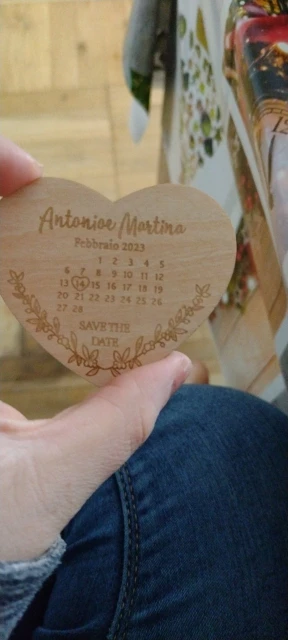 Antonio e Martina
Febbraio 2023
1 2 3 4 5
6 7 8 9 10 11 12
13 14 15 16 17 18 19
20 21 22 23 24 25 26
27 28
SAVE THE
DATE